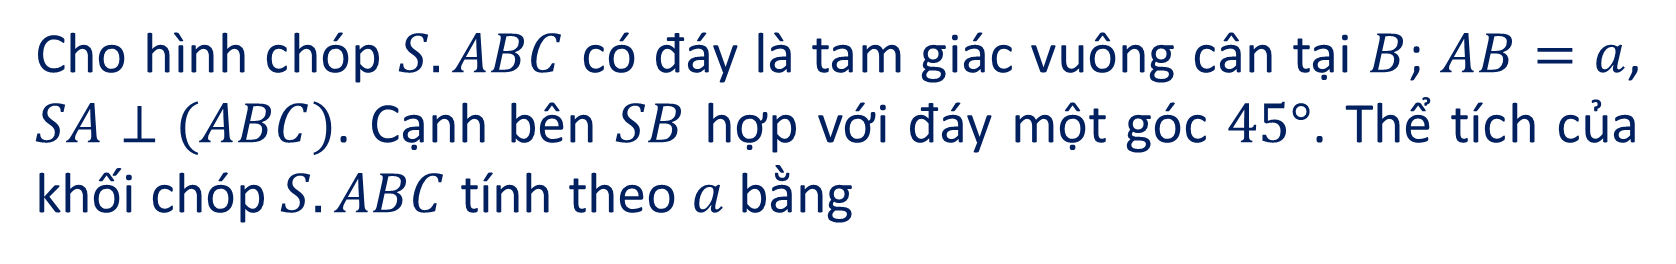 Cho hình chóp S.ABC có đáy là tam giác vuông cân tại B; AB = a,
SA ⊥ (ABC). Cạnh bên SB hợp với đáy một góc 45°. Thể tích của
khối chóp S.ABC tính theo a bằng